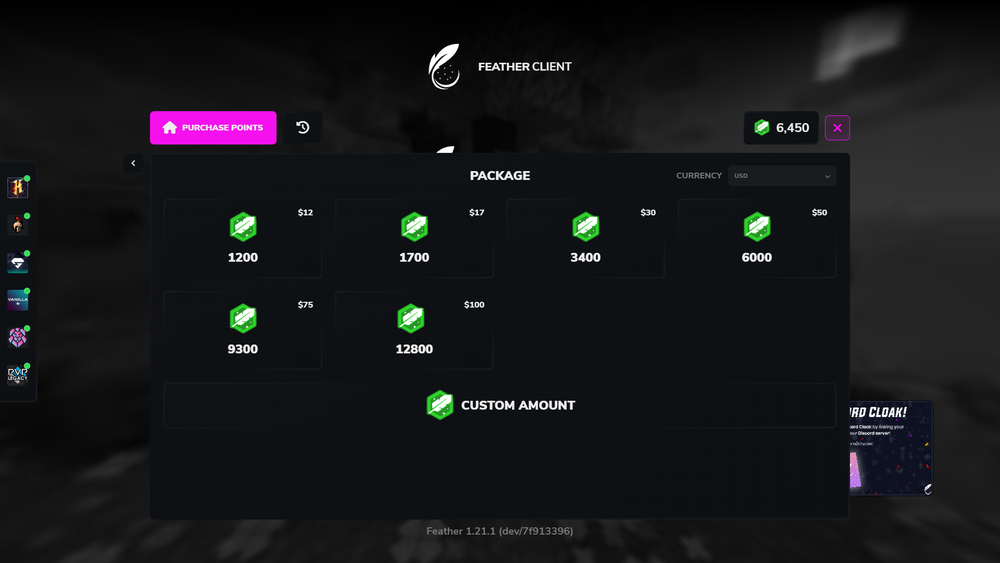 FEATHER CLIENT
PURCHASE POINTS
6,450
PACKAGE
CURRENCY
USD
$12
1200
$17
1700
$30
3400
$50
6000
$75
9300
$100
12800
CUSTOM AMOUNT
VANILLA
+
PVP
LEGACY
RD CLOAK!
ord Cloak by linking your
our Discord server!
Feather 1.21.1 (dev/7f913396)